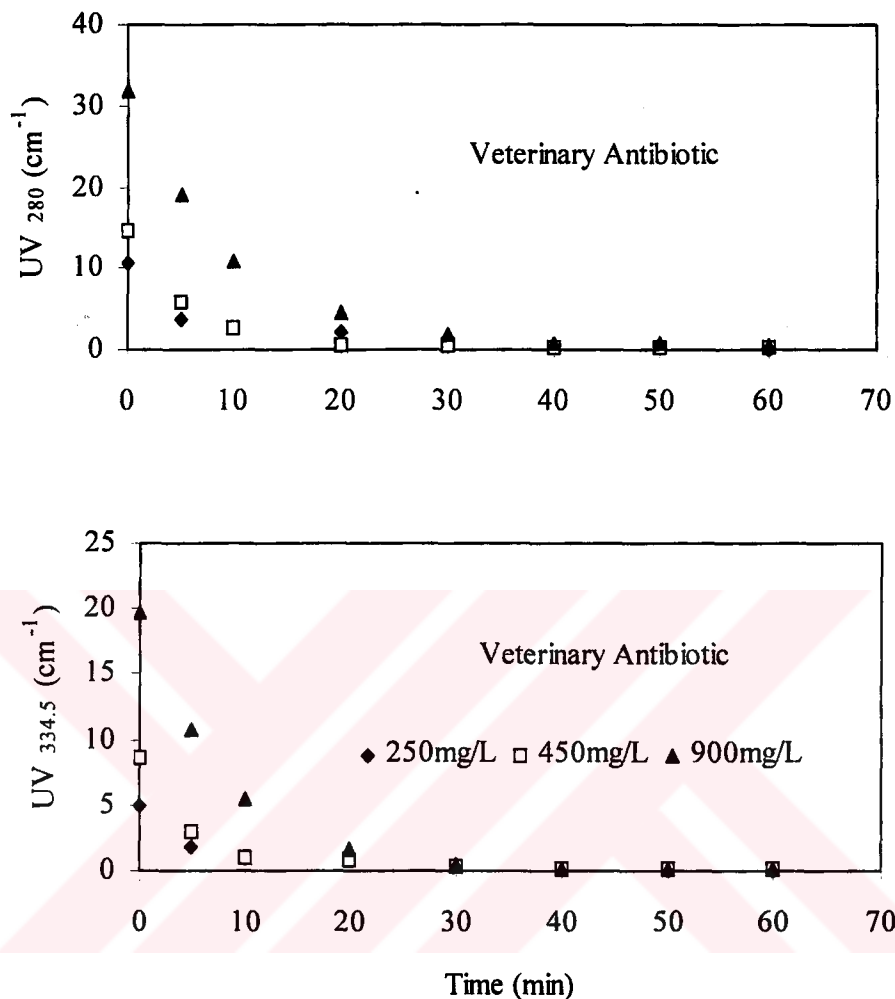 40
30
20
10
0
UV 280 (cm-1)
Veterinary Antibiotic
0 10 20 30 40 50 60 70
25
20
15
10
5
0
UV 334.5 (cm-1)
Veterinary Antibiotic
250mg/L 450mg/L 900mg/L
0 10 20 30 40 50 60 70
Time (min)